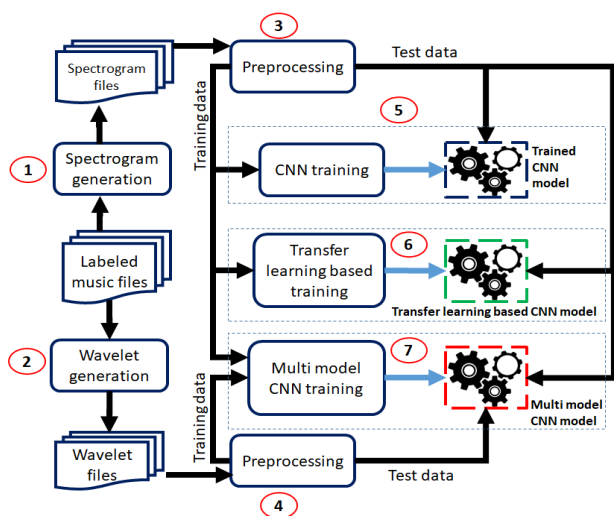 3
Spectrogram
files
Preprocessing
Test data
Training data
5
1
Spectrogram
generation
CNN training
Trained
CNN
model
Labeled
music files
Transfer
learning based
training
6
Transfer learning based CNN model
2
Wavelet
generation
Multi model
CNN training
7
Multi model
CNN model
Training data
Wavelet
files
Preprocessing
Test data
4